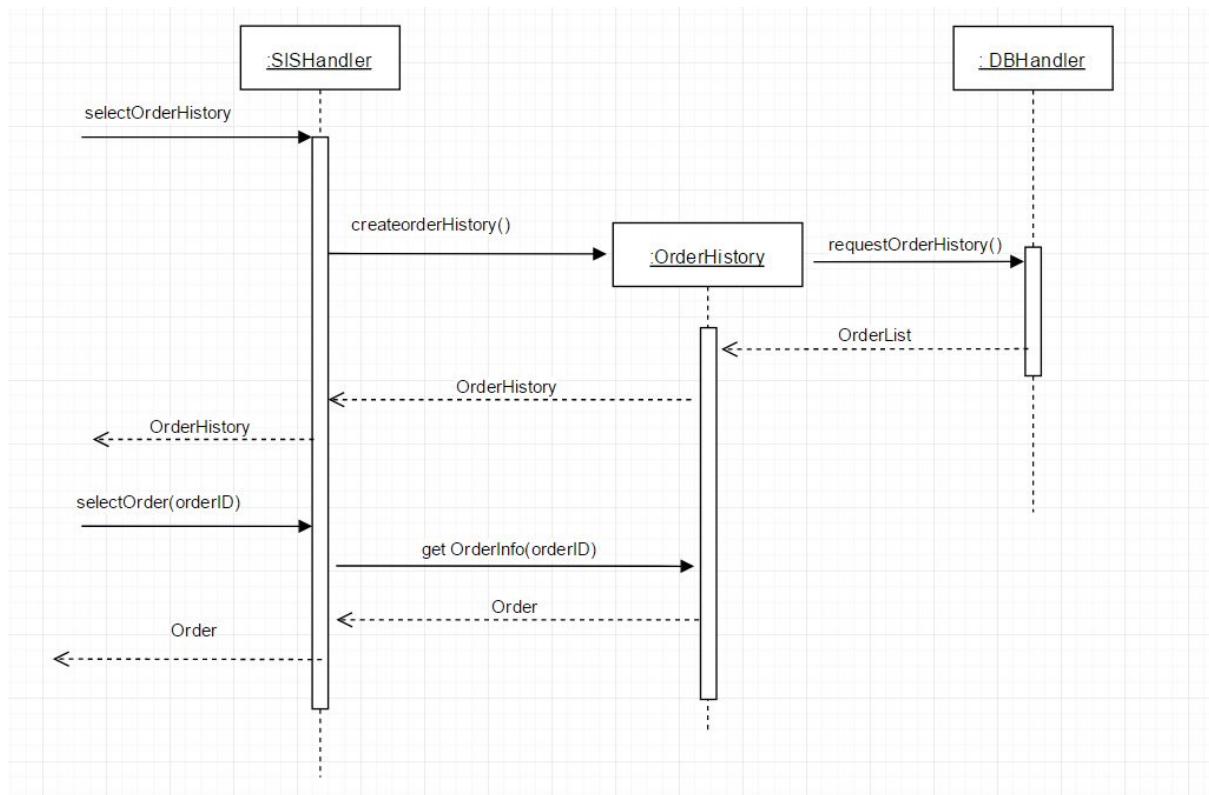 :SISHandler
: DBHandler
selectOrderHistory
createorderHistory()
:OrderHistory
requestOrderHistory()
OrderList
OrderHistory
OrderHistory
selectOrder(orderID)
get OrderInfo(orderID)
Order
Order